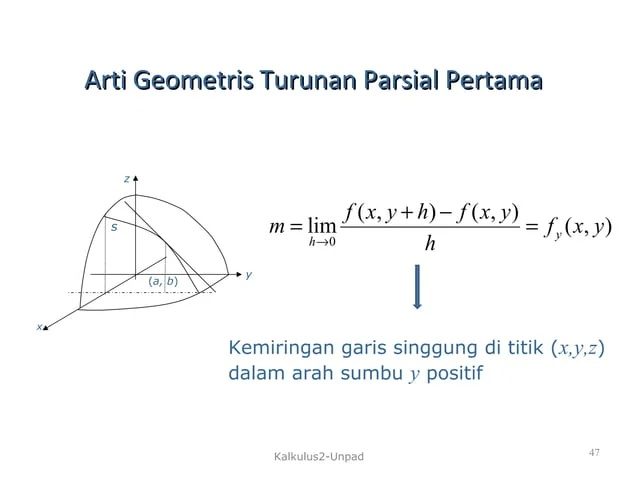 Arti Geometris Turunan Parsial Pertama
z
s
(a, b)
y
x
m = lim h→0 f (x, y + h) − f (x, y) / h = f_y (x, y)
Kemiringan garis singgung di titik (x,y,z)
dalam arah sumbu y positif
Kalkulus2-Unpad
47